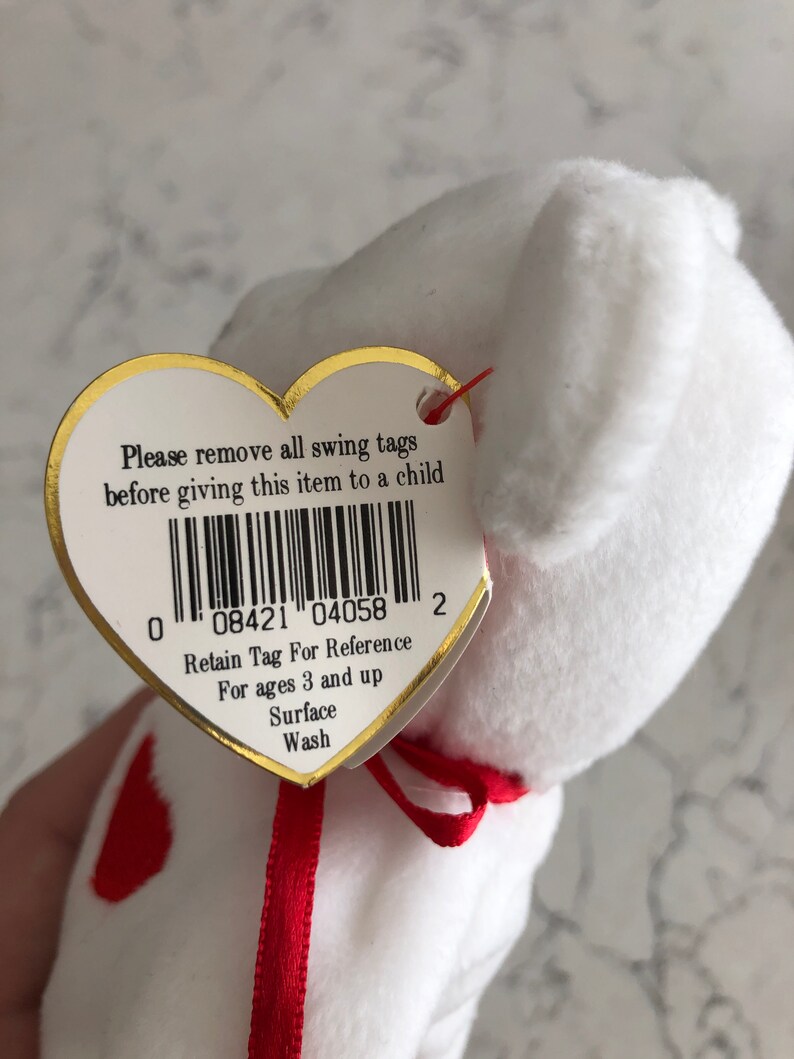 Please remove all swing tags
before giving this item to a child
0 08421 04058 2
Retain Tag For Reference
For ages 3 and up
Surface
Wash